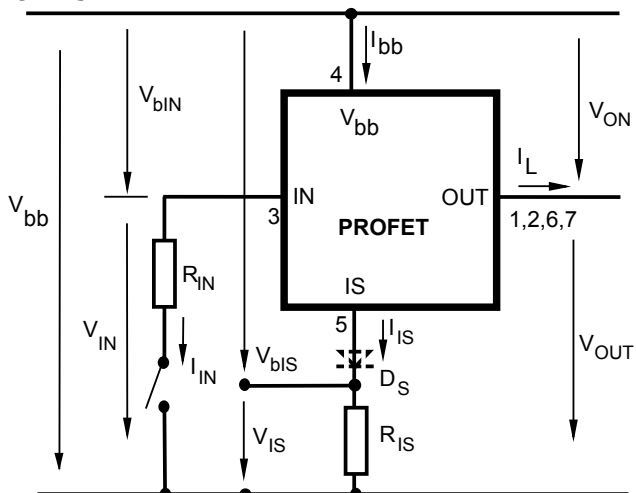 I_bb
4
V_bIN
V_bb
V_ON
I_L
IN
OUT
3
PROFET
1,2,6,7
V_bb
R_IN
IS
5
I_IS
V_IN
I_IN
V_bIS
D_S
V_OUT
V_IS
R_IS